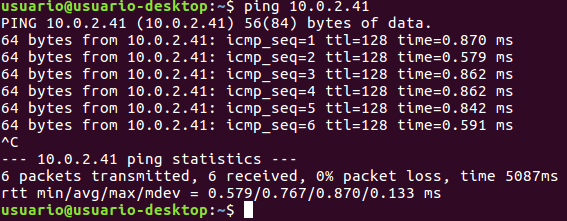 usuario@usuario-desktop:~$ ping 10.0.2.41
PING 10.0.2.41 (10.0.2.41) 56(84) bytes of data.
64 bytes from 10.0.2.41: icmp_seq=1 ttl=128 time=0.870 ms
64 bytes from 10.0.2.41: icmp_seq=2 ttl=128 time=0.579 ms
64 bytes from 10.0.2.41: icmp_seq=3 ttl=128 time=0.862 ms
64 bytes from 10.0.2.41: icmp_seq=4 ttl=128 time=0.862 ms
64 bytes from 10.0.2.41: icmp_seq=5 ttl=128 time=0.842 ms
64 bytes from 10.0.2.41: icmp_seq=6 ttl=128 time=0.591 ms
^C
--- 10.0.2.41 ping statistics ---
6 packets transmitted, 6 received, 0% packet loss, time 5087ms
rtt min/avg/max/mdev = 0.579/0.767/0.870/0.133 ms
usuario@usuario-desktop:~$